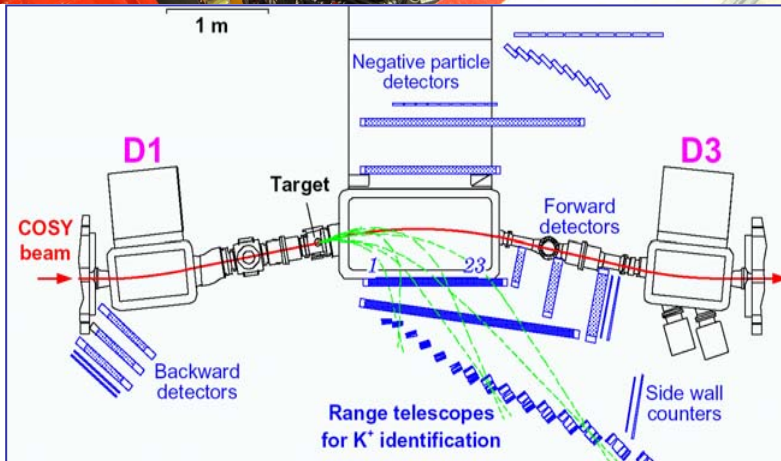 1 m
Negative particle
detectors
D1
D3
Target
Forward
detectors
COSY
beam
1
23
Backward
detectors
Side wall
counters
Range telescopes
for K⁺ identification